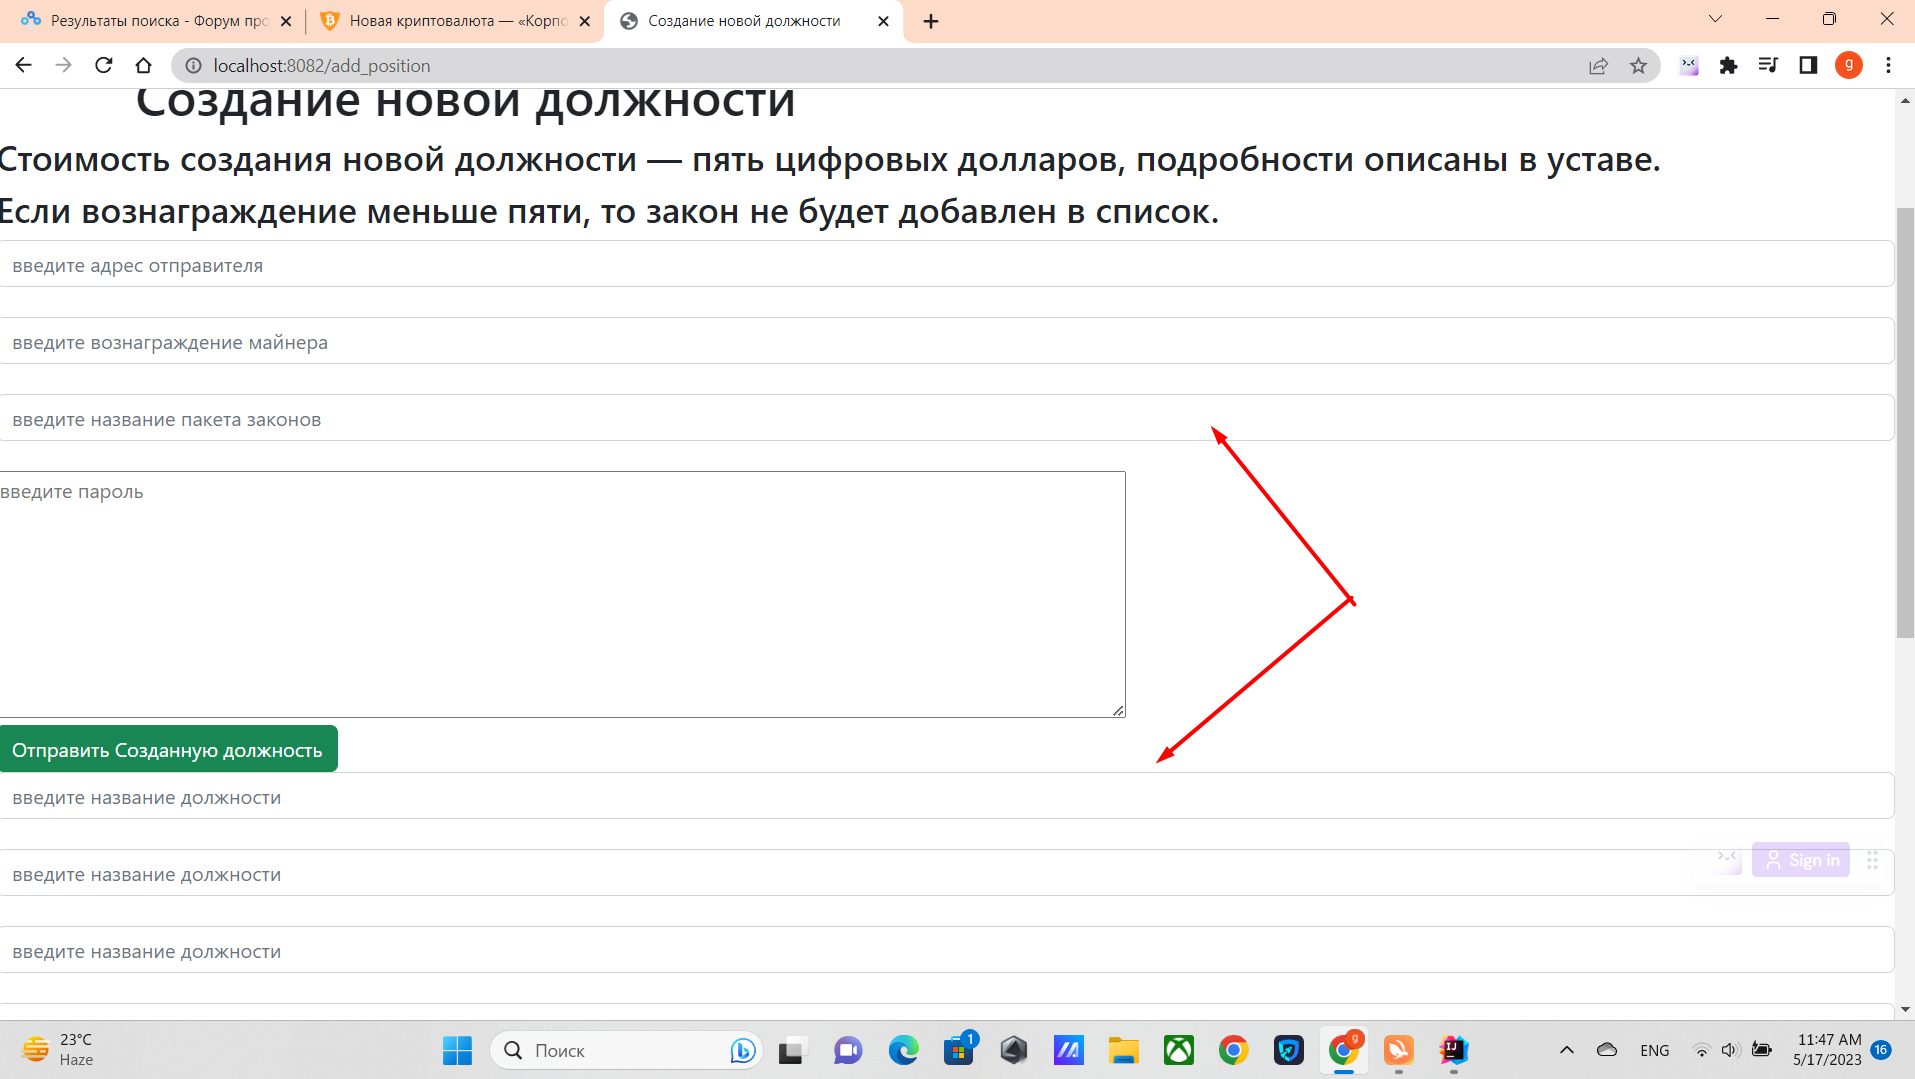 Результаты поиска - Форум про
Новая криптовалюта — «Корпо
Создание новой должности
localhost:8082/add_position
g
Создание новой должности
Стоимость создания новой должности — пять цифровых долларов, подробности описаны в уставе.
Если вознаграждение меньше пяти, то закон не будет добавлен в список.
введите адрес отправителя
введите вознаграждение майнера
введите название пакета законов
введите пароль
Отправить Созданную должность
введите название должности
введите название должности
Sign in
введите название должности
23°C
Haze
Поиск
1
g
ENG
11:47 AM
5/17/2023
16